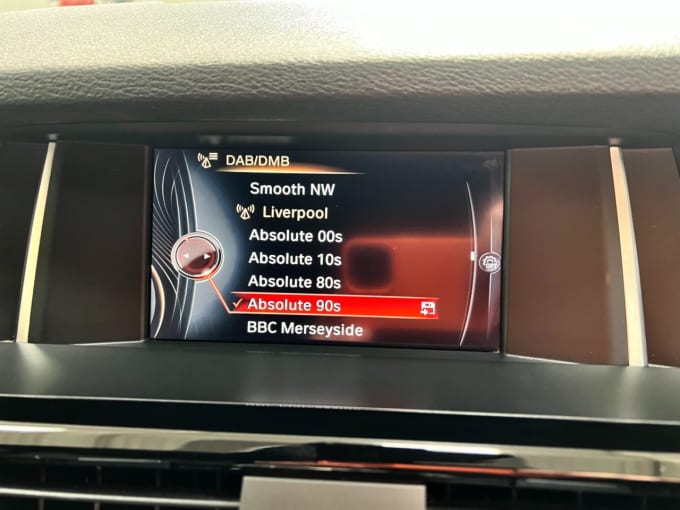 DAB/DMB
Smooth NW
Liverpool
Absolute 00s
Absolute 10s
Absolute 80s
Absolute 90s
BBC Merseyside